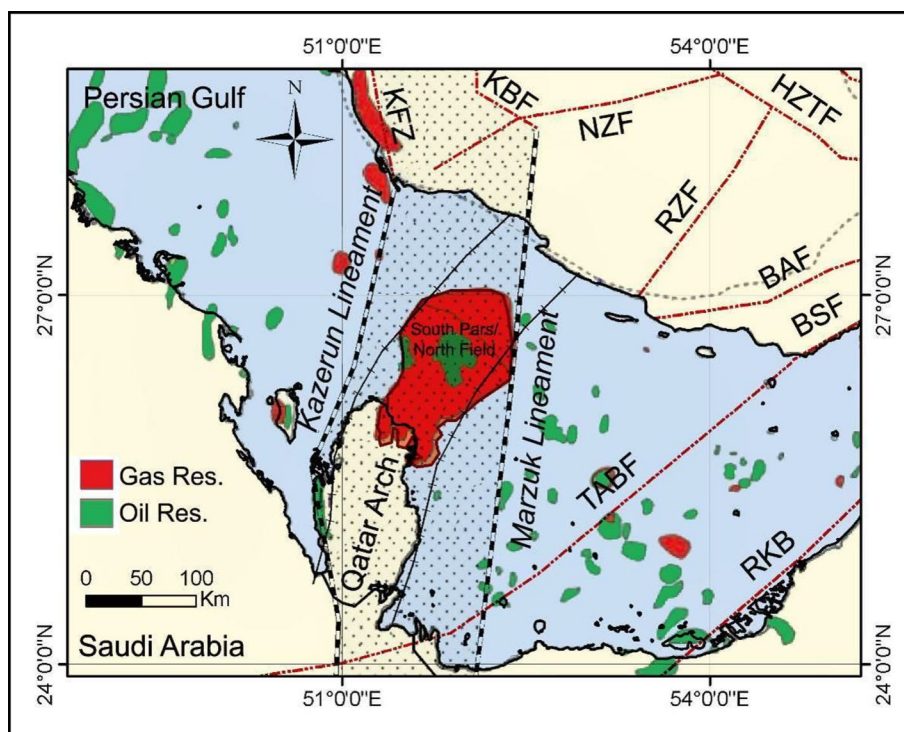 51°0'0"E
54°0'0"E
Persian Gulf
N
KFZ
KBF
NZF
HZTF
RZF
BAF
BSF
27°0'0"N
27°0'0"N
Kazerun Lineament
South Pars/
North Field
Marzuk Lineament
Qatar Arch
TABF
RKB
Gas Res.
Oil Res.
0
50
100
Km
Saudi Arabia
24°0'0"N
24°0'0"N
51°0'0"E
54°0'0"E